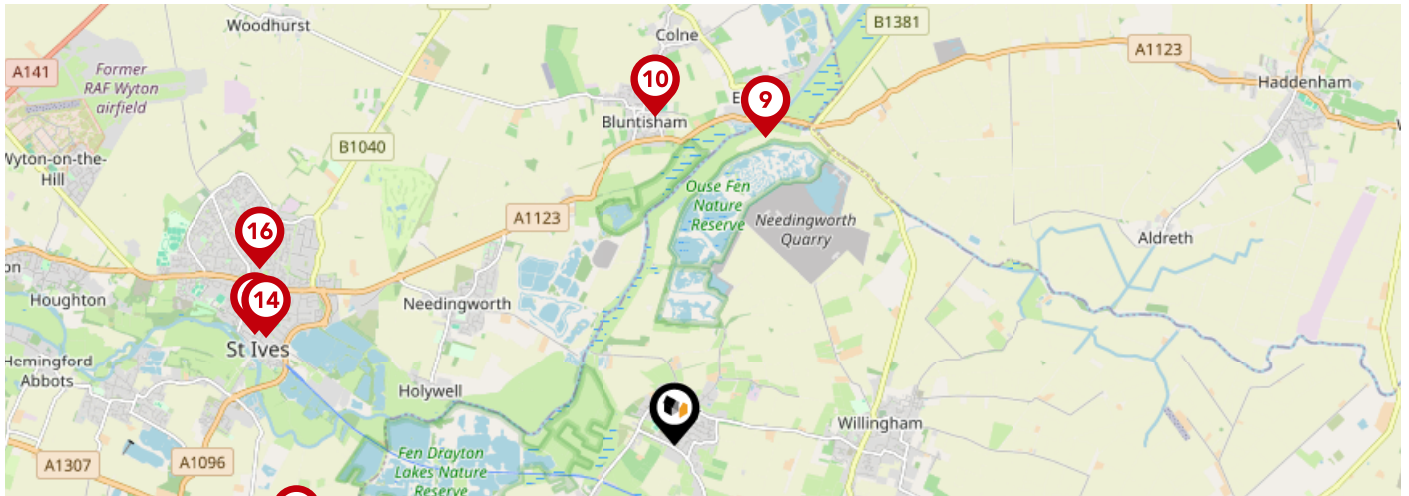 Woodhurst
Colne
B1381
A141
Former
RAF Wyton
airfield
A1123
Haddenham
10
9
Bluntisham
B1040
Wyton-on-the-
Hill
Ouse Fen
Nature
Reserve
Needingworth
Quarry
A1123
16
Aldreth
Houghton
14
Needingworth
St Ives
Hemingford
Abbots
Holywell
Willingham
Fen Drayton
Lakes Nature
Reserve
A1307
A1096